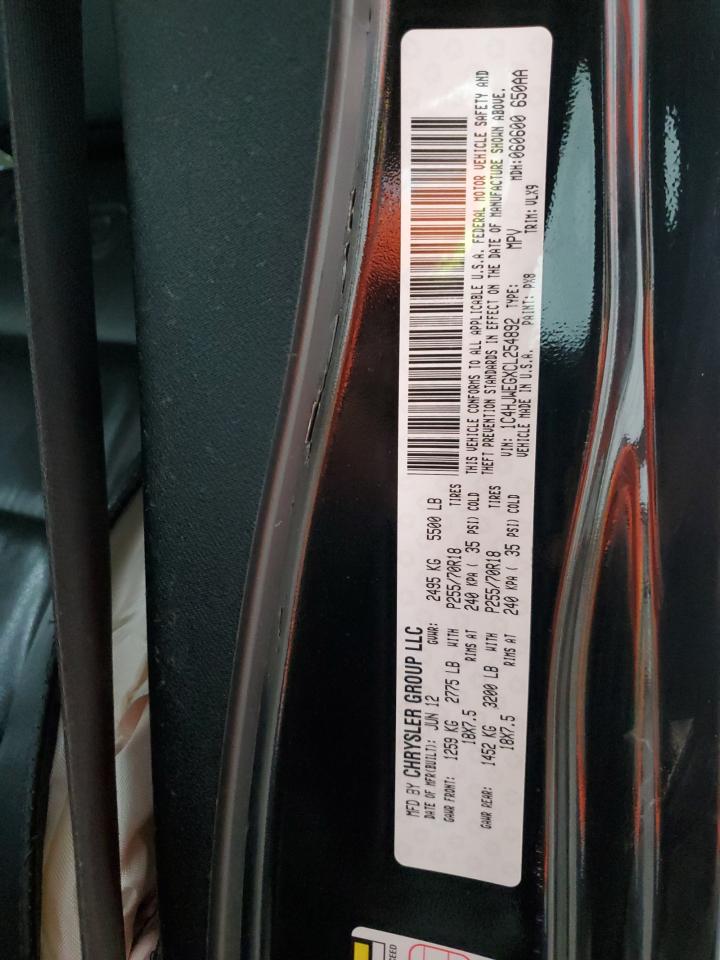 MFD BY CHRYSLER GROUP LLC
DATE OF MFR(BUILT): JUN 12 GVWR: 2495 KG 5500 LB
GAWR FRONT: 1259 KG 2775 LB WITH P255/70R18 TIRES
18X7.5 RIMS AT 240 KPA ( 35 PSI) COLD
GAWR REAR: 1452 KG 3200 LB WITH P255/70R18 TIRES
18X7.5 RIMS AT 240 KPA ( 35 PSI) COLD
THIS VEHICLE CONFORMS TO ALL APPLICABLE U.S.A. FEDERAL MOTOR VEHICLE SAFETY AND
THEFT PREVENTION STANDARDS IN EFFECT ON THE DATE OF MANUFACTURE SHOWN ABOVE.
VIN: 1C4HJWEGXCL254892 TYPE: MPV MDH:060600 650AA
VEHICLE MADE IN U.S.A. PAINT: PX8 TRIM: VLX9